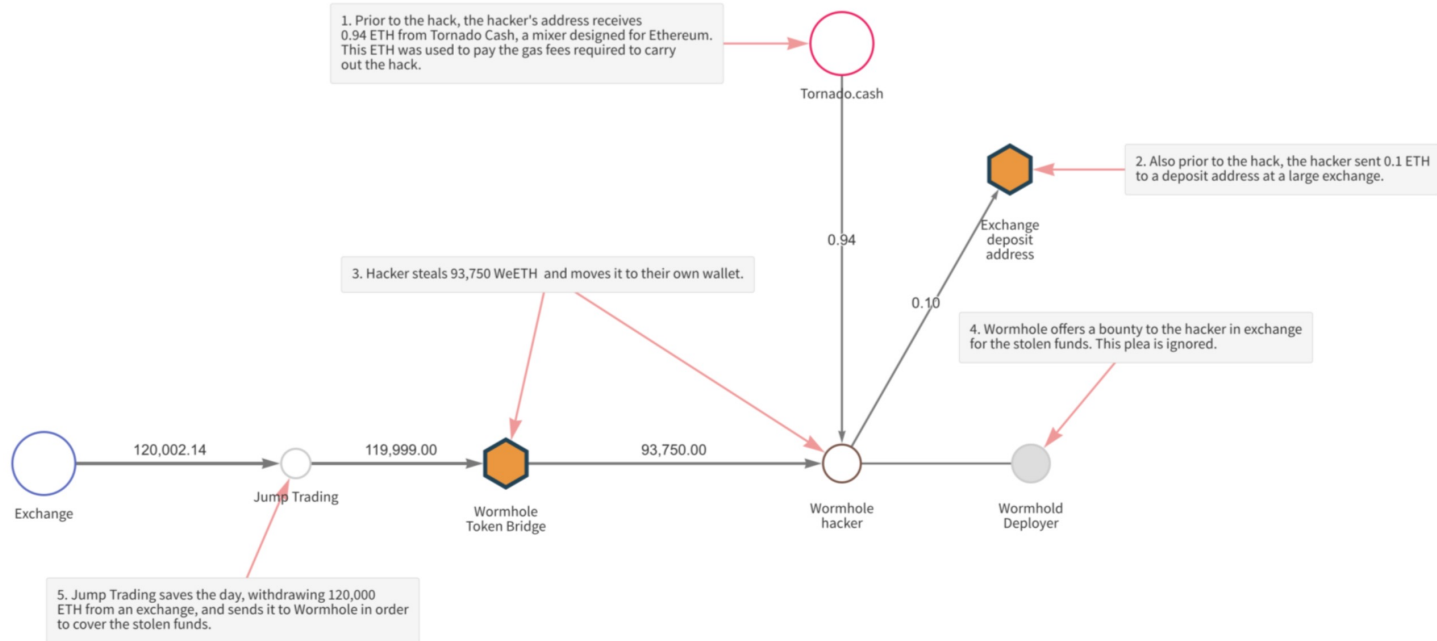 1. Prior to the hack, the hacker's address receives
0.94 ETH from Tornado Cash, a mixer designed for Ethereum.
This ETH was used to pay the gas fees required to carry
out the hack.
Tornado.cash
2. Also prior to the hack, the hacker sent 0.1 ETH
to a deposit address at a large exchange.
Exchange
deposit
address
0.94
3. Hacker steals 93,750 WeETH and moves it to their own wallet.
0.10
4. Wormhole offers a bounty to the hacker in exchange
for the stolen funds. This plea is ignored.
120,002.14
119,999.00
93,750.00
Exchange
Jump Trading
Wormhole
Token Bridge
Wormhole
hacker
Wormhold
Deployer
5. Jump Trading saves the day, withdrawing 120,000
ETH from an exchange, and sends it to Wormhole in order
to cover the stolen funds.